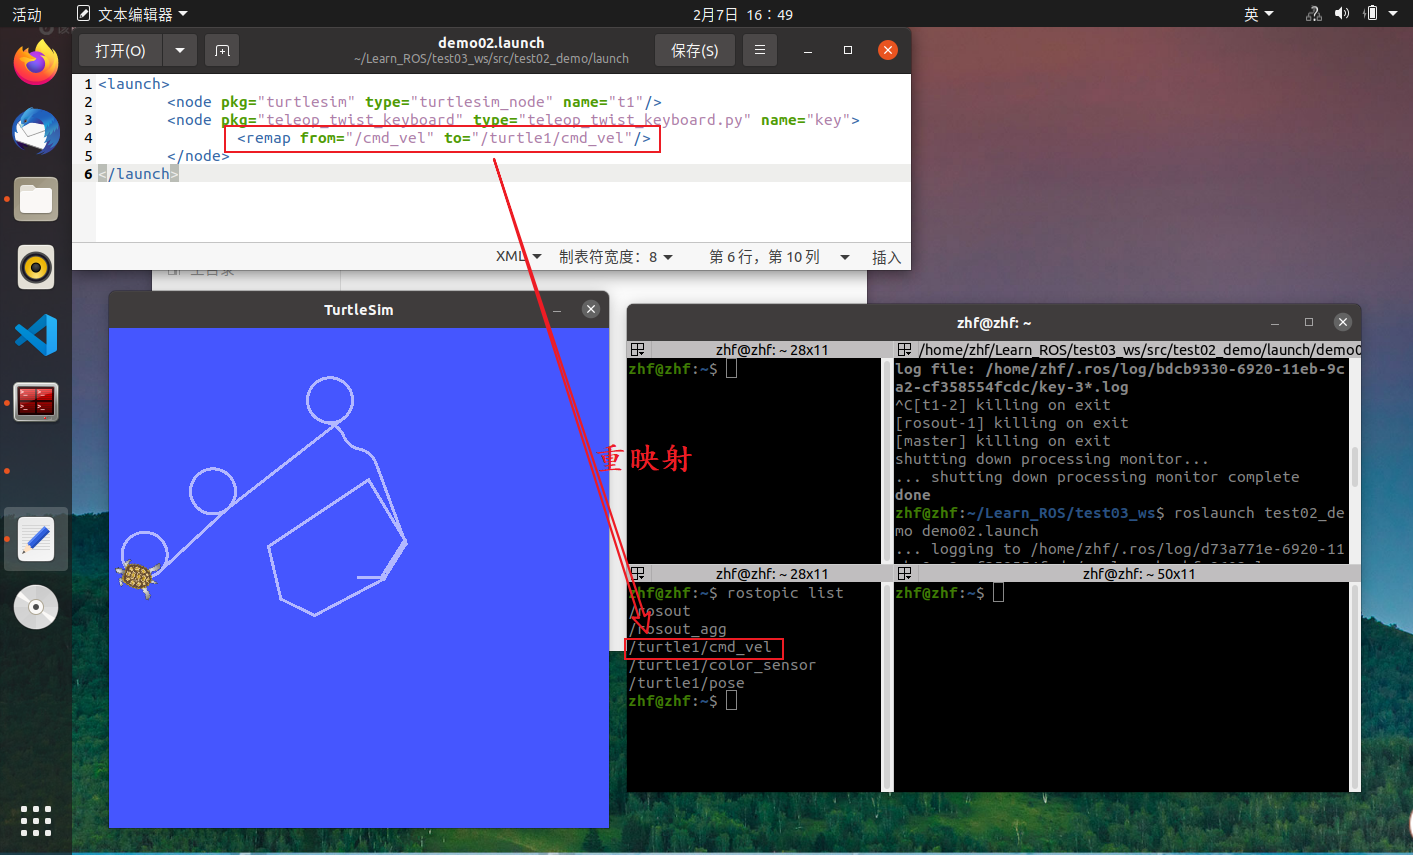 活动
文本编辑器
2月7日 16：49
英
打开(O)
demo02.launch
~/Learn_ROS/test03_ws/src/test02_demo/launch
保存(S)
1 <launch>
2 <node pkg="turtlesim" type="turtlesim_node" name="t1"/>
3 <node pkg="teleop_twist_keyboard" type="teleop_twist_keyboard.py" name="key">
4 <remap from="/cmd_vel" to="/turtle1/cmd_vel"/>
5 </node>
6 </launch>
XML
制表符宽度：8
第 6 行，第 10 列
插入
主目录
TurtleSim
zhf@zhf: ~
zhf@zhf: ~ 28x11
zhf@zhf:~$
/home/zhf/Learn_ROS/test03_ws/src/test02_demo/launch/demo0
log file: /home/zhf/.ros/log/bdcb9330-6920-11eb-9c
a2-cf358554fcdc/key-3*.log
^C[t1-2] killing on exit
[rosout-1] killing on exit
[master] killing on exit
shutting down processing monitor...
... shutting down processing monitor complete
done
zhf@zhf:~/Learn_ROS/test03_ws$ roslaunch test02_de
mo demo02.launch
... logging to /home/zhf/.ros/log/d73a771e-6920-11
重映射
zhf@zhf: ~ 28x11
zhf@zhf:~$ rostopic list
/rosout
/rosout_agg
/turtle1/cmd_vel
/turtle1/color_sensor
/turtle1/pose
zhf@zhf:~$
zhf@zhf: ~ 50x11
zhf@zhf:~$